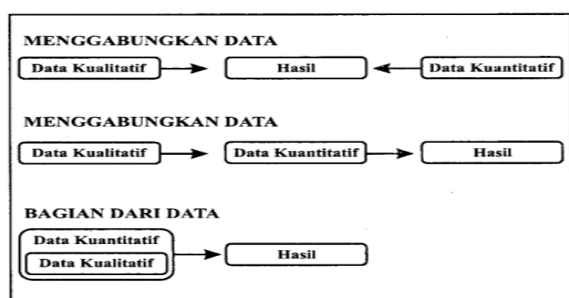 MENGGABUNGKAN DATA
Data Kualitatif Hasil Data Kuantitatif
MENGGABUNGKAN DATA
Data Kualitatif Data Kuantitatif Hasil
BAGIAN DARI DATA
Data Kuantitatif
Data Kualitatif Hasil